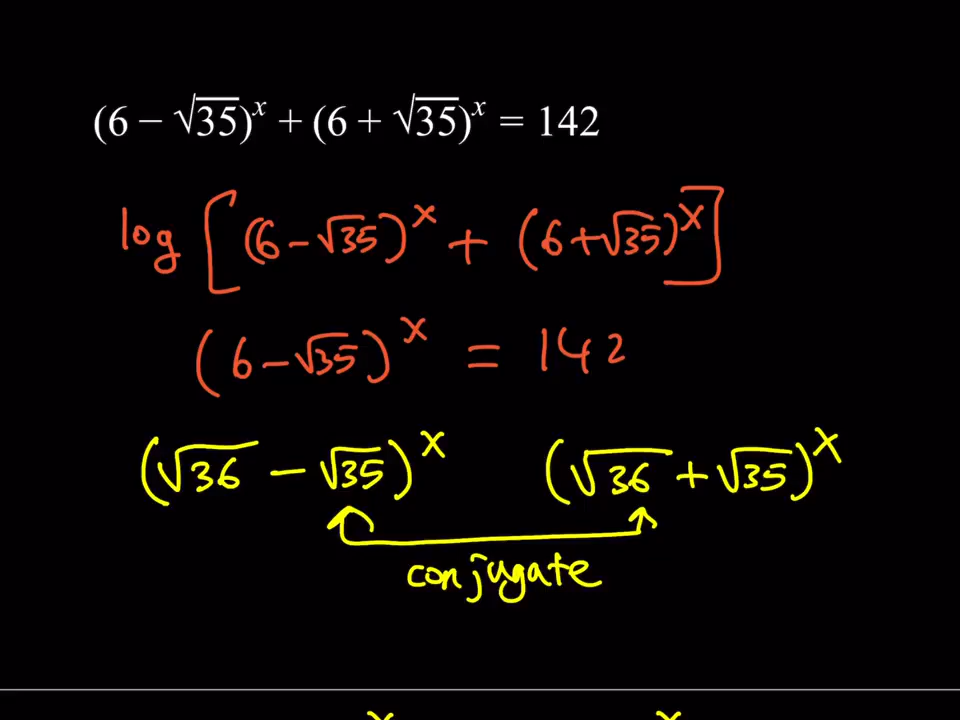 (6 − √35)^x + (6 + √35)^x = 142
log [(6 − √35)^x + (6 + √35)^x]
(6 − √35)^x = 142
(√36 − √35)^x (√36 + √35)^x
conjugate
x x